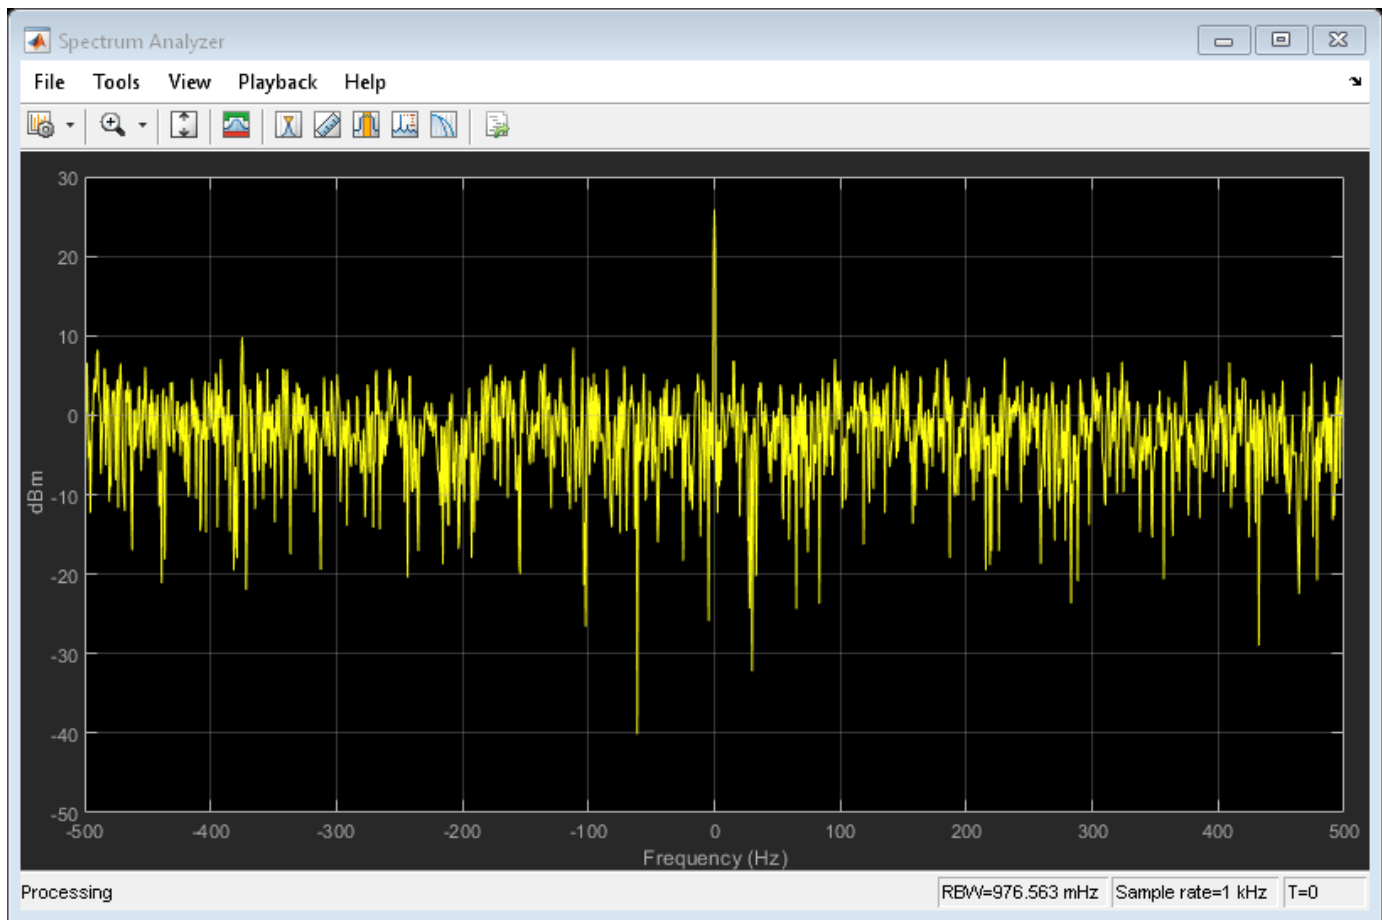 Spectrum Analyzer
File Tools View Playback Help
30
20
10
0
-10
-20
-30
-40
-50
dBm
-500 -400 -300 -200 -100 0 100 200 300 400 500
Frequency (Hz)
Processing RBW=976.563 mHz Sample rate=1 kHz T=0